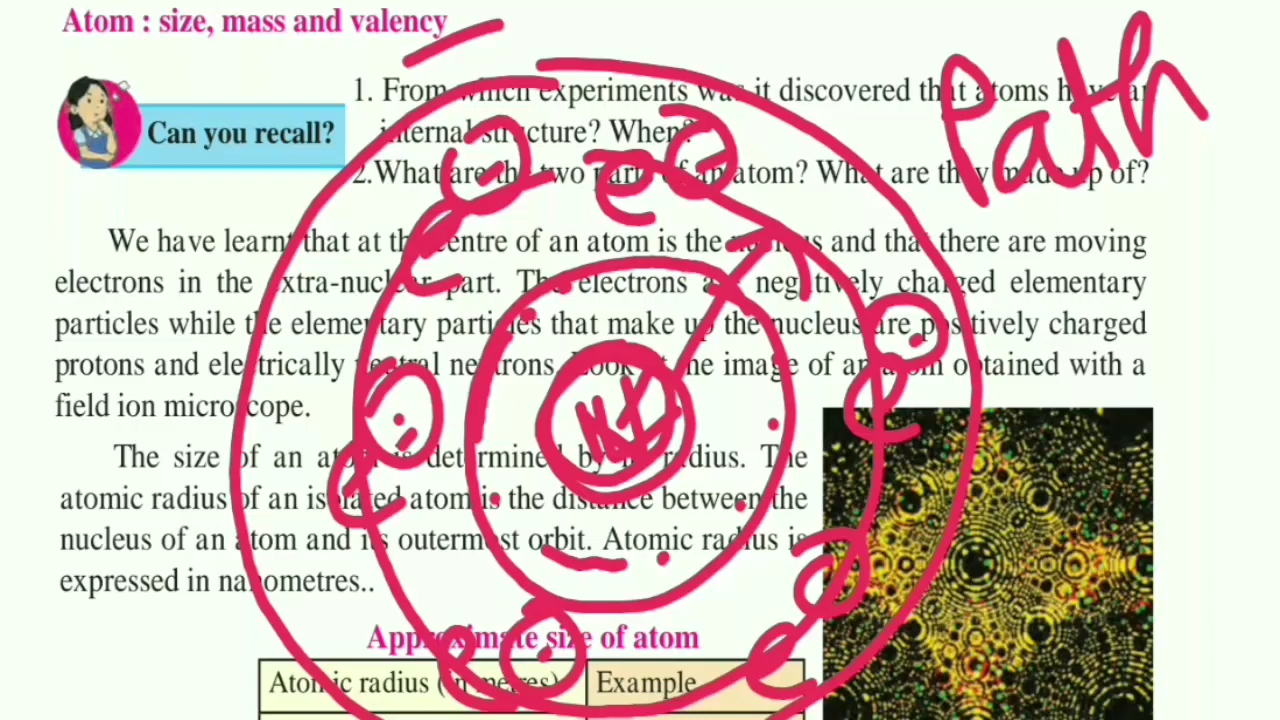 Atom : size, mass and valency
Can you recall?
1. From which experiments was it discovered that atoms have an
internal structure? When?
2.What are the two parts of an atom? What are they made up of?
Path
We have learnt that at the centre of an atom is the nucleus and that there are moving
electrons in the extra-nuclear part. The electrons are negatively charged elementary
particles while the elementary particles that make up the nucleus are positively charged
protons and electrically neutral neutrons. Look at the image of an atom obtained with a
field ion microscope.
The size of an atom is determined by its radius. The
atomic radius of an isolated atom is the distance between the
nucleus of an atom and its outermost orbit. Atomic radius is
expressed in nanometres..
Approximate size of atom
Atomic radius (in metres)
Example